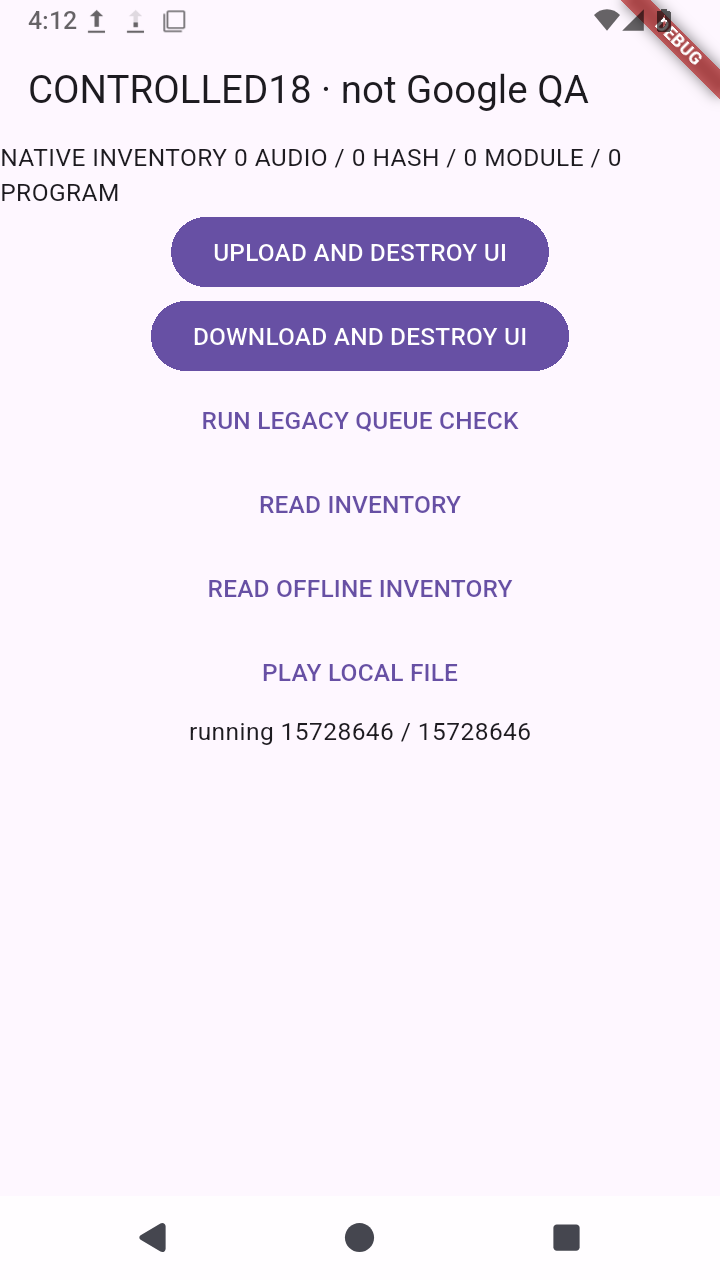 4:12
CONTROLLED18 · not Google QA
DEBUG
NATIVE INVENTORY 0 AUDIO / 0 HASH / 0 MODULE / 0
PROGRAM
UPLOAD AND DESTROY UI
DOWNLOAD AND DESTROY UI
RUN LEGACY QUEUE CHECK
READ INVENTORY
READ OFFLINE INVENTORY
PLAY LOCAL FILE
running 15728646 / 15728646